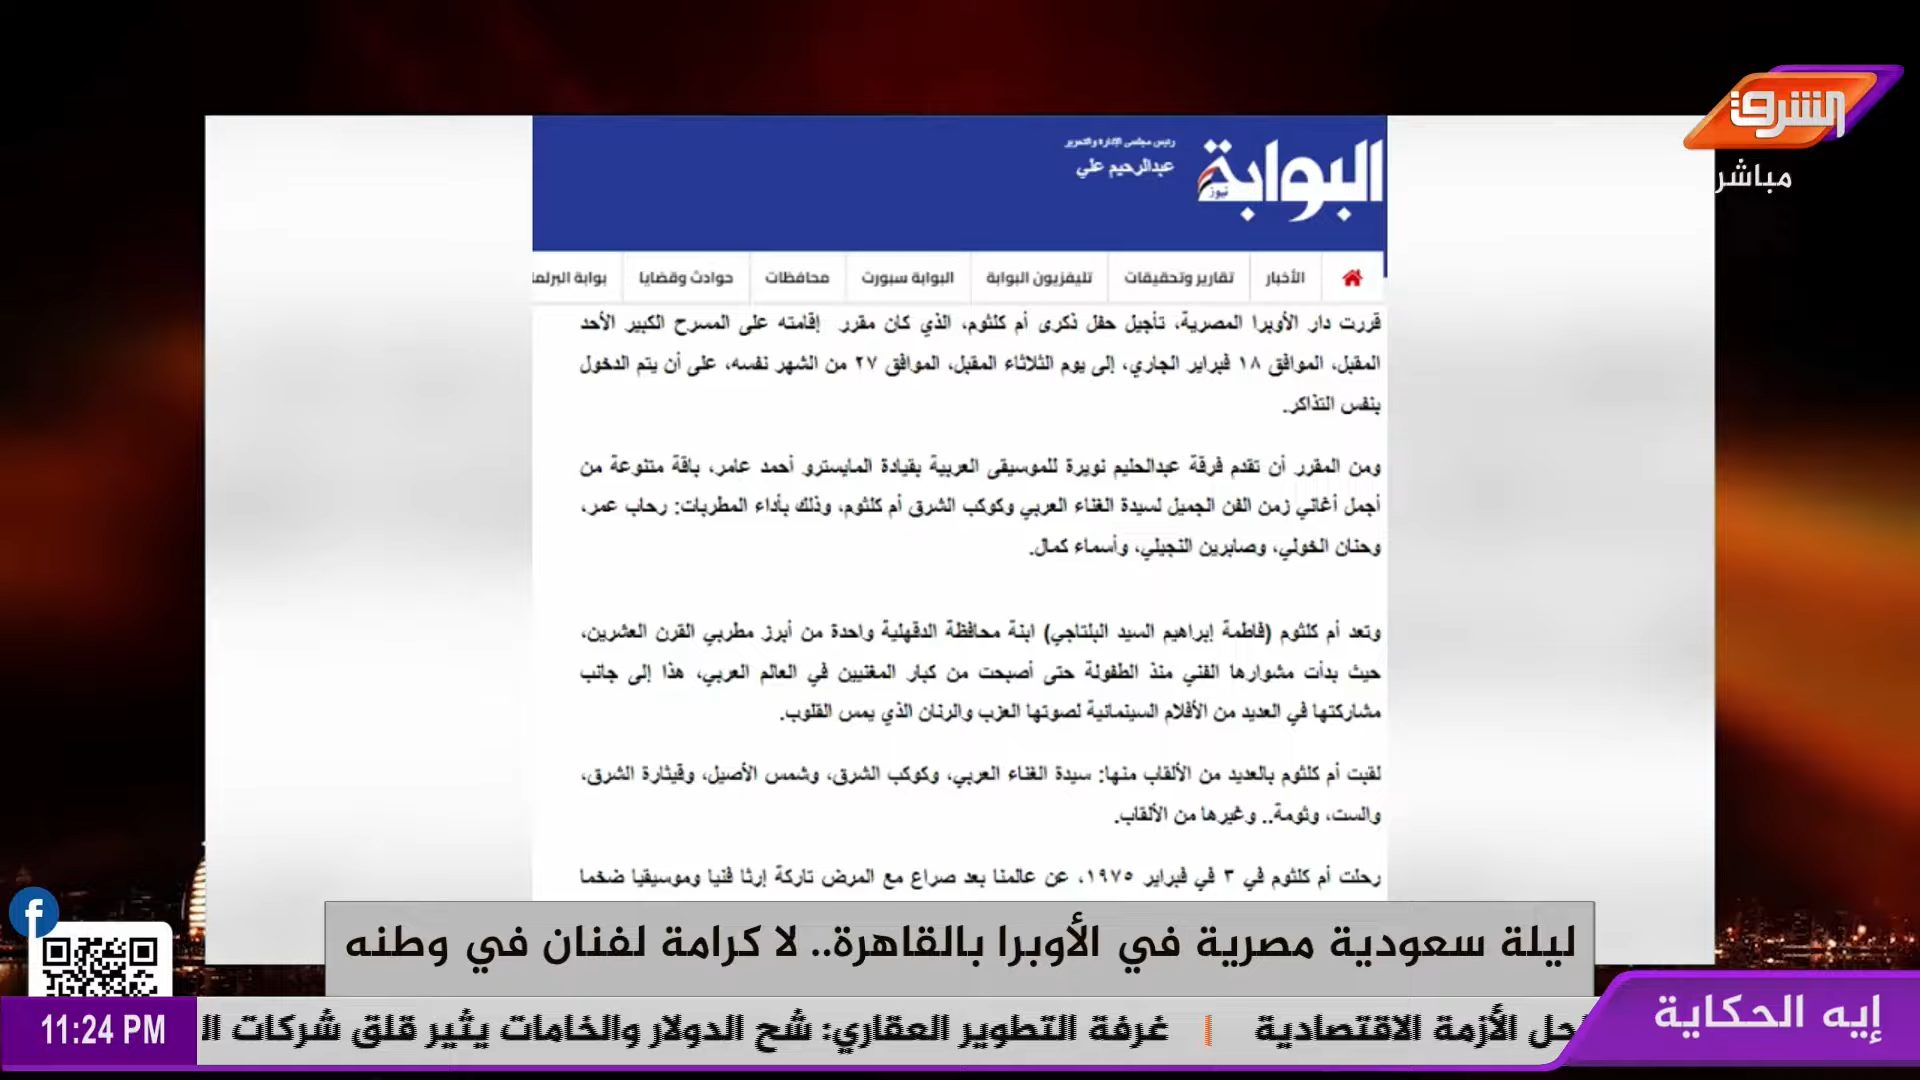 الشرق
مباشر
رئيس مجلسي الإدارة والتحرير
عبدالرحيم علي
البوابة
نيوز
الأخبار
تقارير وتحقيقات
تليفزيون البوابة
البوابة سبورت
محافظات
حوادث وقضايا
بوابة البرلما
قررت دار الأوبرا المصرية، تأجيل حفل ذكرى أم كلثوم، الذي كان مقرر إقامته على المسرح الكبير الأحد
المقبل، الموافق ١٨ فبراير الجاري، إلى يوم الثلاثاء المقبل، الموافق ٢٧ من الشهر نفسه، على أن يتم الدخول
بنفس التذاكر.
ومن المقرر أن تقدم فرقة عبدالحليم نويرة للموسيقى العربية بقيادة المايسترو أحمد عامر، باقة متنوعة من
أجمل أغاني زمن الفن الجميل لسيدة الغناء العربي وكوكب الشرق أم كلثوم، وذلك بأداء المطربات: رحاب عمر،
وحنان الخولي، وصابرين النجيلي، وأسماء كمال.
وتعد أم كلثوم (فاطمة إبراهيم السيد البلتاجي) ابنة محافظة الدقهلية واحدة من أبرز مطربي القرن العشرين،
حيث بدأت مشوارها الفني منذ الطفولة حتى أصبحت من كبار المغنيين في العالم العربي، هذا إلى جانب
مشاركتها في العديد من الأفلام السينمائية لصوتها العزب والرنان الذي يمس القلوب.
لقبت أم كلثوم بالعديد من الألقاب منها: سيدة الغناء العربي، وكوكب الشرق، وشمس الأصيل، وقيثارة الشرق،
والست، وثومة.. وغيرها من الألقاب.
رحلت أم كلثوم في ٣ في فبراير ١٩٧٥، عن عالمنا بعد صراع مع المرض تاركة إرثا فنيا وموسيقيا ضخما
ليلة سعودية مصرية في الأوبرا بالقاهرة.. لا كرامة لفنان في وطنه
إيه الحكاية
لحل الأزمة الاقتصادية | غرفة التطوير العقاري: شح الدولار والخامات يثير قلق شركات ال
11:24 PM